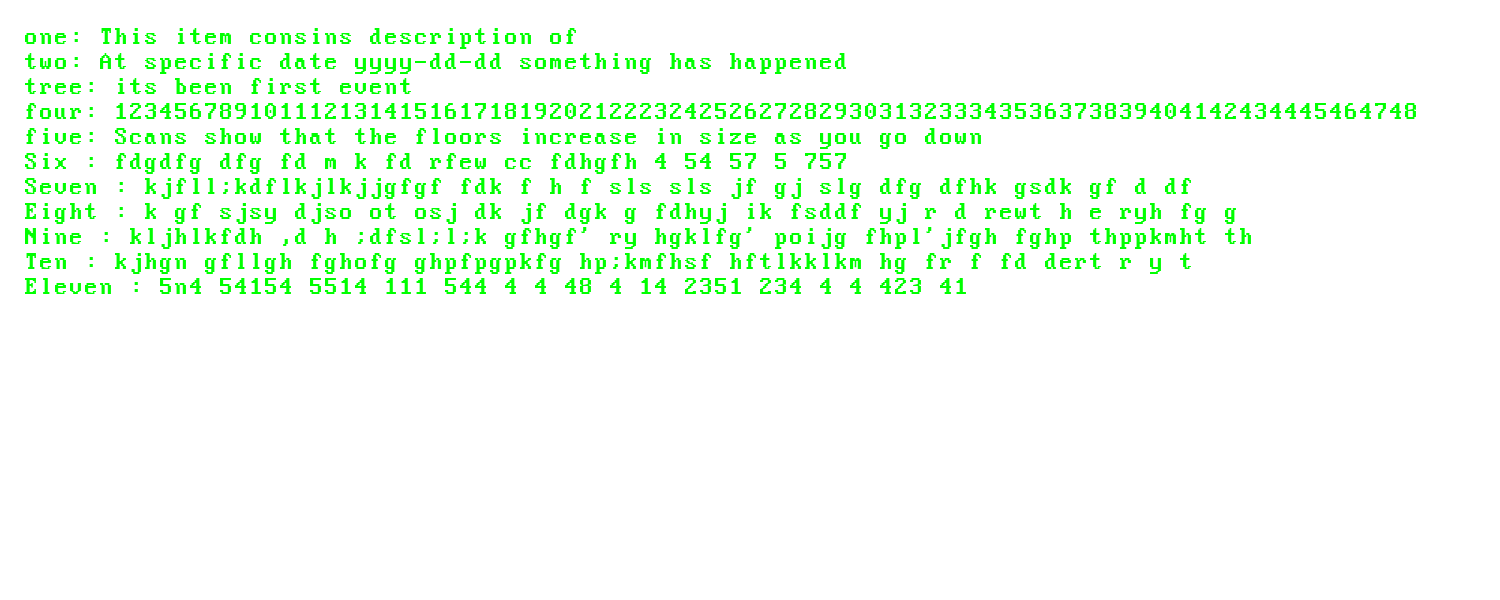 one: This item consins description of
two: At specific date yyyy-dd-dd something has happened
tree: its been first event
four: 123456789101112131415161718192021222324252627282930313233343536373839404142434445464748
five: Scans show that the floors increase in size as you go down
Six : fdgdfg dfg fd m k fd rfew cc fdhgfh 4 54 57 5 757
Seven : kjfll;kdflkjlkjjgfgf fdk f h f sls sls jf gj slg dfg dfhk gsdk gf d df
Eight : k gf sjsy djso ot osj dk jf dgk g fdhyj ik fsddf yj r d rewt h e ryh fg g
Nine : kljhlkfdh ,d h ;dfsl;l;k gfhgf' ry hgklfg' poijg fhpl'jfgh fghp thppkmht th
Ten : kjhgn gfllgh fghofg ghpfpgpkfg hp;kmfhsf hftlkklkm hg fr f fd dert r y t
Eleven : 5n4 54154 5514 111 544 4 4 48 4 14 2351 234 4 4 423 41